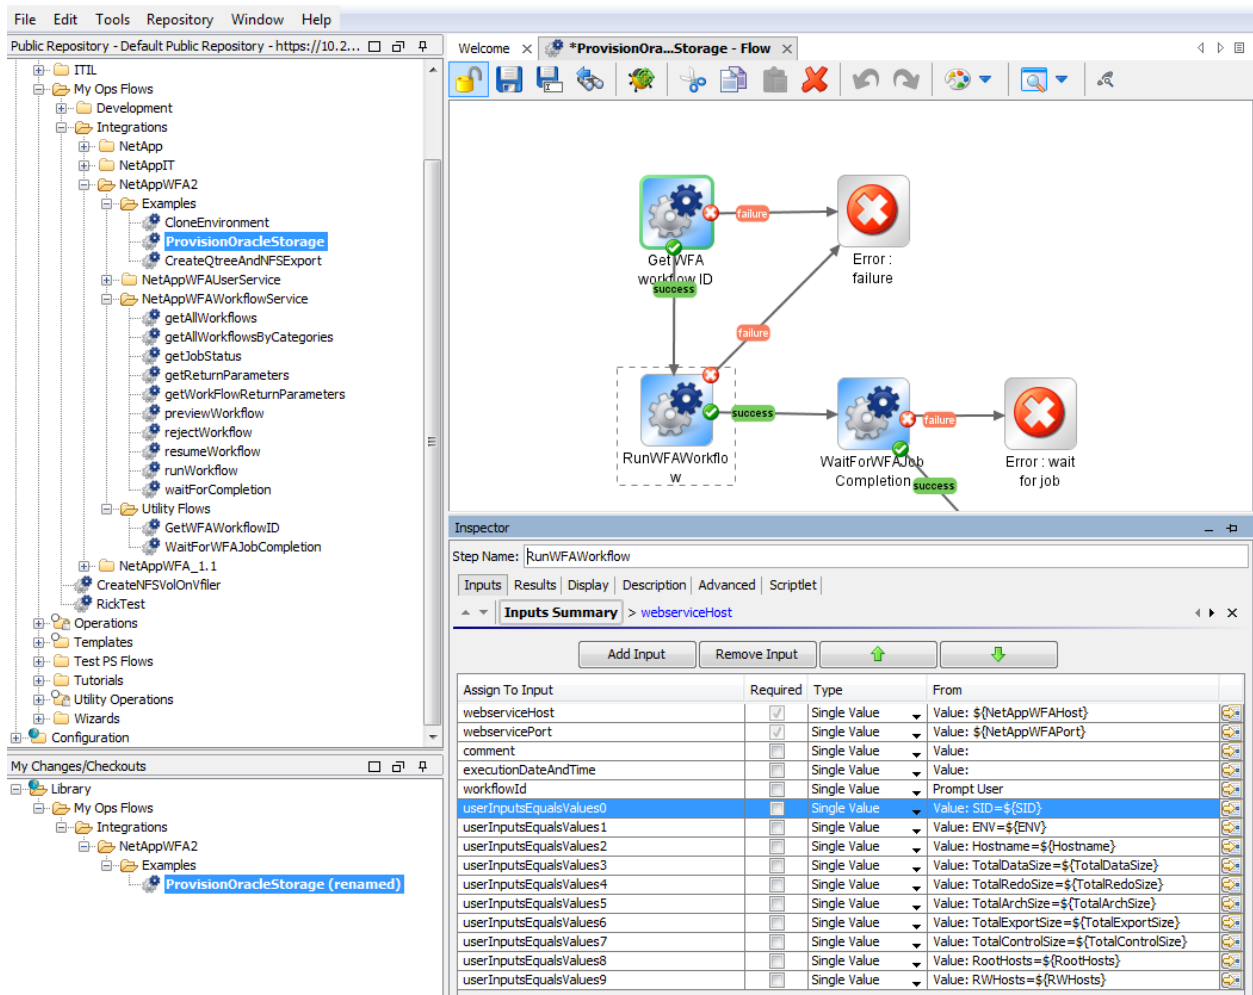 File Edit Tools Repository Window Help
Public Repository - Default Public Repository - https://10.2...
ITIL
My Ops Flows
Development
Integrations
NetApp
NetAppIT
NetAppWFA2
Examples
CloneEnvironment
ProvisionOracleStorage
CreateQtreeAndNFSExport
NetAppWFAUserService
NetAppWFAWorkflowService
getAllWorkflows
getAllWorkflowsByCategories
getJobStatus
getReturnParameters
getWorkFlowReturnParameters
previewWorkflow
rejectWorkflow
resumeWorkflow
runWorkflow
waitForCompletion
Utility Flows
GetWFAWorkflowID
WaitForWFAJobCompletion
NetAppWFA_1.1
CreateNFSVolOnVfiler
RickTest
Operations
Templates
Test PS Flows
Tutorials
Utility Operations
Wizards
Configuration
My Changes/Checkouts
Library
My Ops Flows
Integrations
NetAppWFA2
Examples
ProvisionOracleStorage (renamed)
Welcome *ProvisionOra...Storage - Flow
failure
Get WFA
workflow ID
success
Error :
failure
failure
success
RunWFAWorkflo
w
failure
WaitForWFAJob
Completion
success
Error : wait
for job
Inspector
Step Name: RunWFAWorkflow
Inputs Results Display Description Advanced Scriptlet
Inputs Summary > webserviceHost
Add Input Remove Input
Assign To Input Required Type From
webserviceHost Single Value Value: ${NetAppWFAHost}
webservicePort Single Value Value: ${NetAppWFAPort}
comment Single Value Value:
executionDateAndTime Single Value Value:
workflowId Single Value Prompt User
userInputsEqualsValues0 Single Value Value: SID=${SID}
userInputsEqualsValues1 Single Value Value: ENV=${ENV}
userInputsEqualsValues2 Single Value Value: Hostname=${Hostname}
userInputsEqualsValues3 Single Value Value: TotalDataSize=${TotalDataSize}
userInputsEqualsValues4 Single Value Value: TotalRedoSize=${TotalRedoSize}
userInputsEqualsValues5 Single Value Value: TotalArchSize=${TotalArchSize}
userInputsEqualsValues6 Single Value Value: TotalExportSize=${TotalExportSize}
userInputsEqualsValues7 Single Value Value: TotalControlSize=${TotalControlSize}
userInputsEqualsValues8 Single Value Value: RootHosts=${RootHosts}
userInputsEqualsValues9 Single Value Value: RWHosts=${RWHosts}